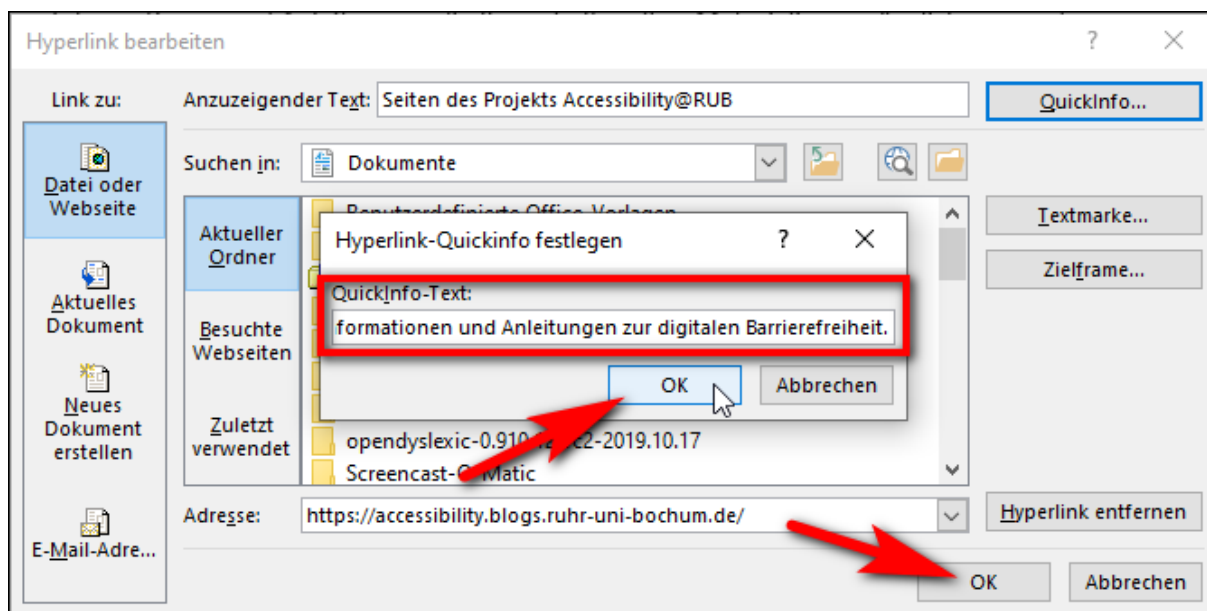 Hyperlink bearbeiten
Link zu:
Anzuzeigender Text: Seiten des Projekts Accessibility@RUB
QuickInfo...
Datei oder
Webseite
Aktuelles
Dokument
Neues
Dokument
erstellen
E-Mail-Adre...
Suchen in: Dokumente
Aktueller
Ordner
Besuchte
Webseiten
Zuletzt
verwendet
Benutzerdefinierte Office-Vorlagen
Hyperlink-Quickinfo festlegen
QuickInfo-Text:
formationen und Anleitungen zur digitalen Barrierefreiheit.
OK
Abbrechen
opendyslexic-0.910. 2019.10.17
Screencast-O-Matic
Textmarke...
Zielframe...
Adresse: https://accessibility.blogs.ruhr-uni-bochum.de/
Hyperlink entfernen
OK
Abbrechen